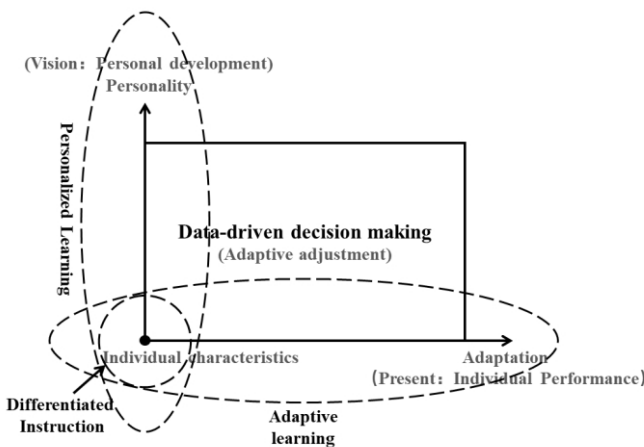 (Vision: Personal development)
Personality
Personalized Learning
Data-driven decision making
(Adaptive adjustment)
Individual characteristics
Adaptation
(Present: Individual Performance)
Differentiated
Instruction
Adaptive
learning